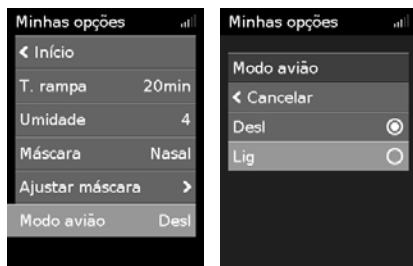 Minhas opções
< Início
T. rampa 20min
Umidade 4
Máscara Nasal
Ajustar máscara >
Modo avião Desl
Minhas opções
Modo avião
< Cancelar
Desl
Lig